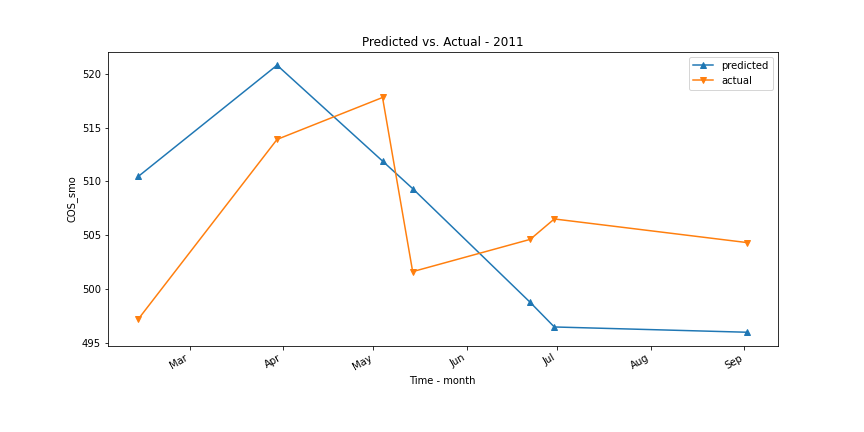 Predicted vs. Actual - 2011
predicted
actual
COS_smo
520
515
510
505
500
495
Mar
Apr
May
Jun
Jul
Aug
Sep
Time - month